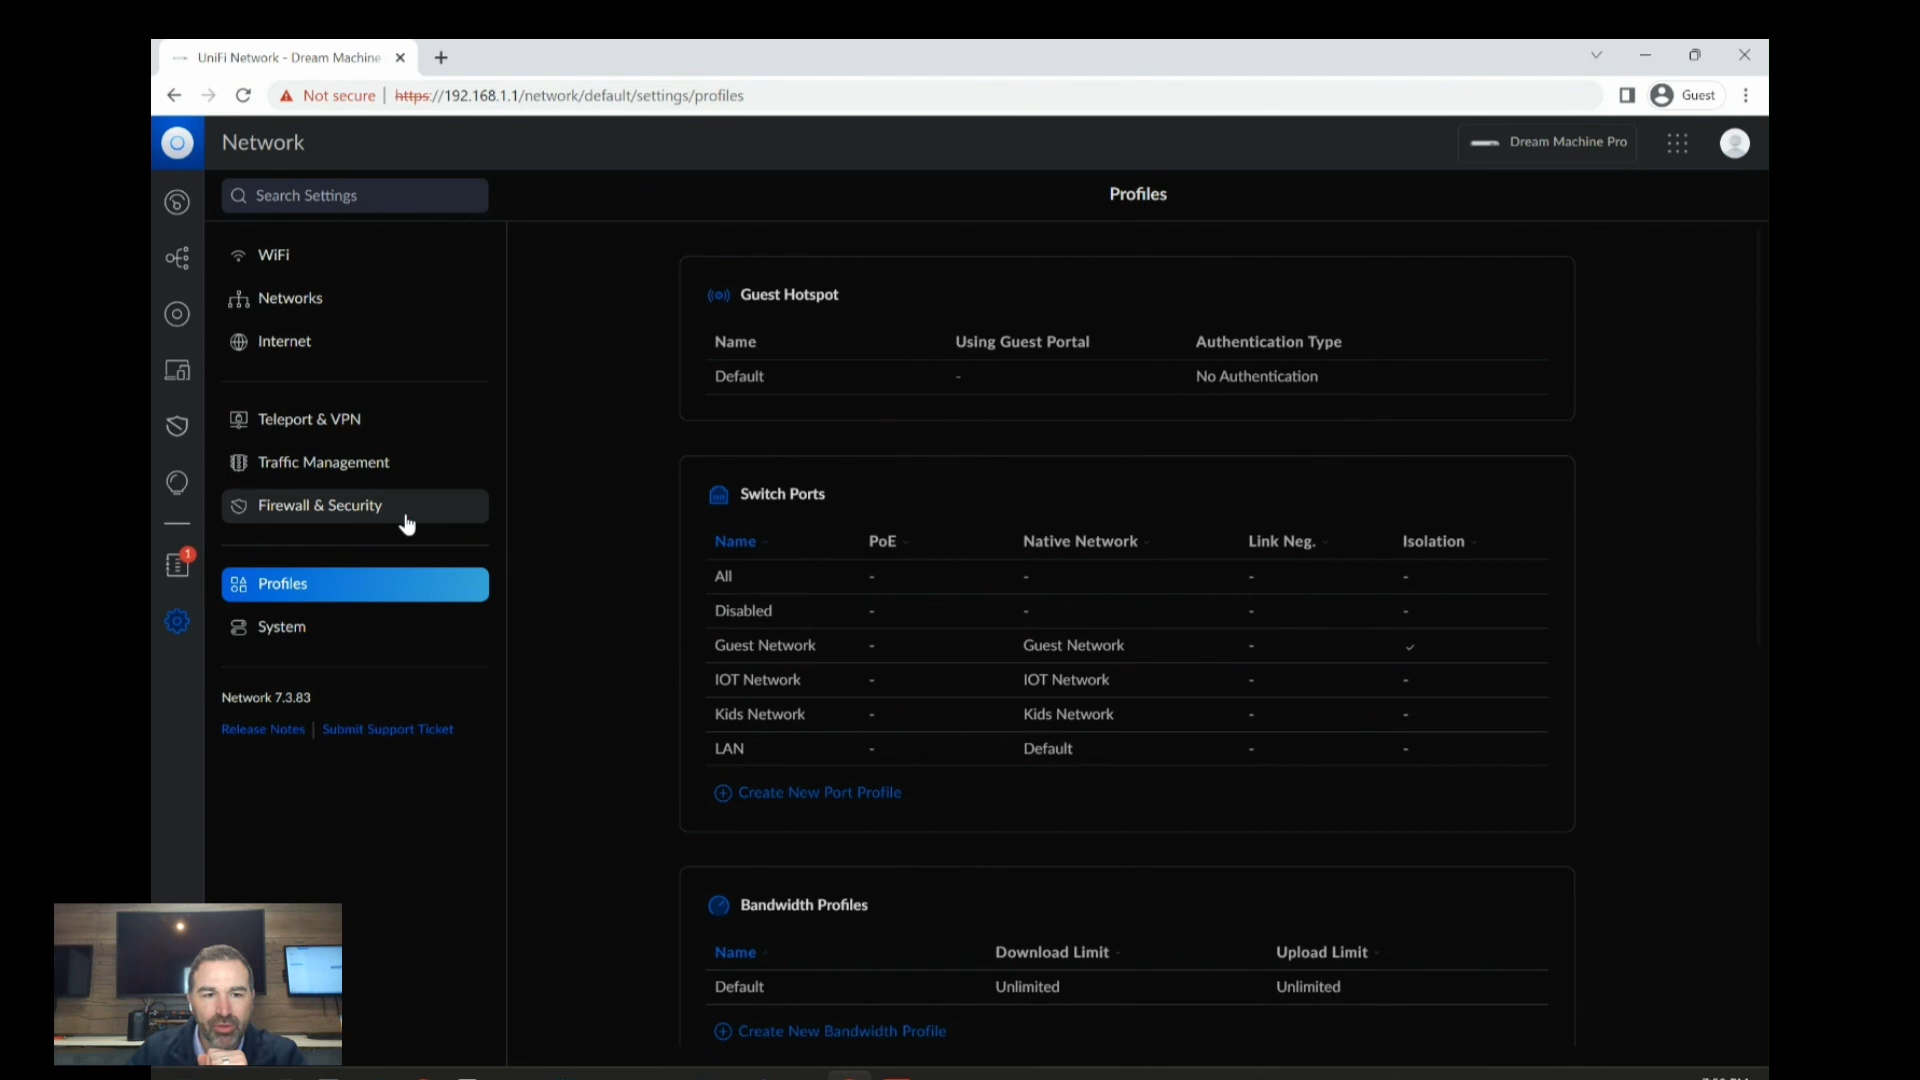 UniFi Network - Dream Machine
Not secure | https://192.168.1.1/network/default/settings/profiles
Guest
Network
Dream Machine Pro
Search Settings
Profiles
WiFi
Networks
Internet
Teleport & VPN
Traffic Management
Firewall & Security
1
Profiles
System
Network 7.3.83
Release Notes | Submit Support Ticket
Guest Hotspot
Name Using Guest Portal Authentication Type
Default - No Authentication
Switch Ports
Name PoE Native Network Link Neg. Isolation
All - - - -
Disabled - - - -
Guest Network - Guest Network - ✓
IOT Network - IOT Network - -
Kids Network - Kids Network - -
LAN - Default - -
Create New Port Profile
Bandwidth Profiles
Name Download Limit Upload Limit
Default Unlimited Unlimited
Create New Bandwidth Profile